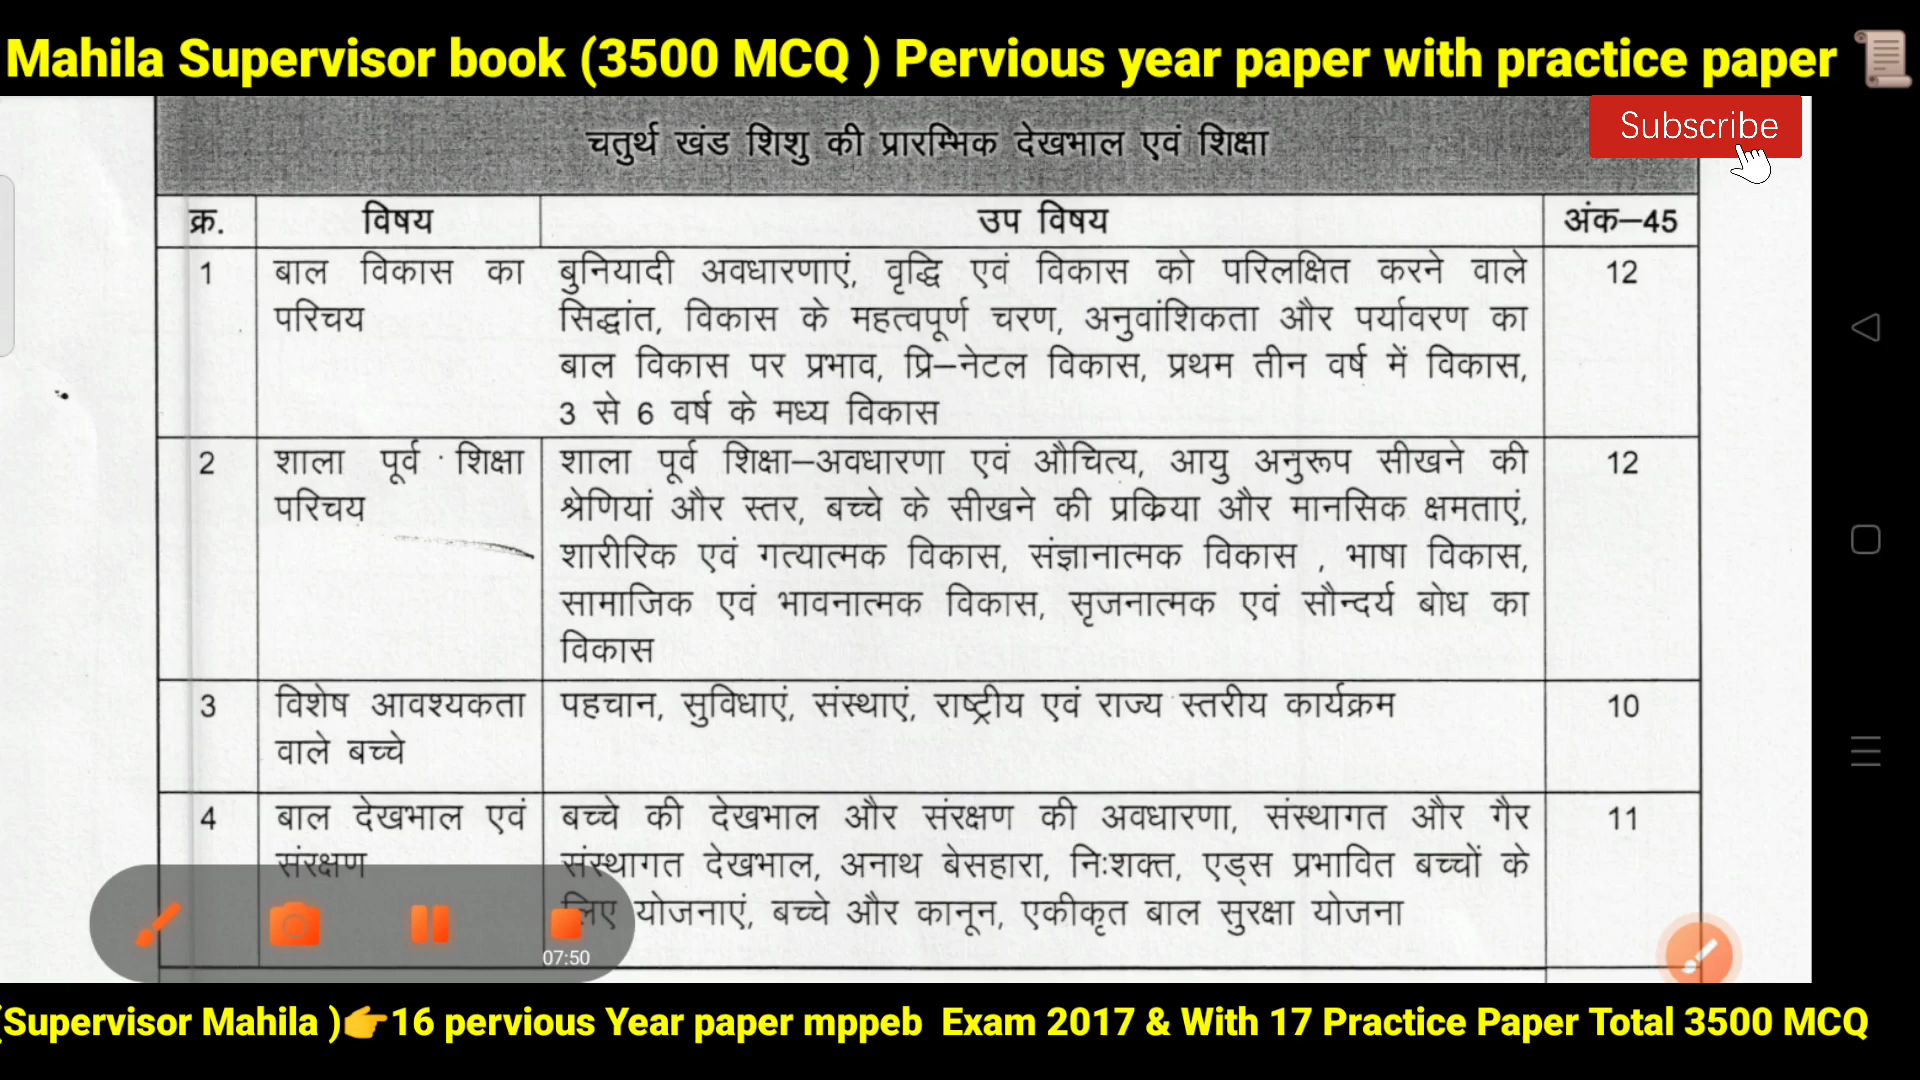 Mahila Supervisor book (3500 MCQ ) Pervious year paper with practice paper
Subscribe
चतुर्थ खंड शिशु की प्रारम्भिक देखभाल एवं शिक्षा
क्र. विषय उप विषय अंक–45
1 बाल विकास का बुनियादी अवधारणाएं, वृद्धि एवं विकास को परिलक्षित करने वाले 12
परिचय सिद्धांत, विकास के महत्वपूर्ण चरण, अनुवांशिकता और पर्यावरण का
बाल विकास पर प्रभाव, प्रि–नेटल विकास, प्रथम तीन वर्ष में विकास,
3 से 6 वर्ष के मध्य विकास
2 शाला पूर्व शिक्षा शाला पूर्व शिक्षा–अवधारणा एवं औचित्य, आयु अनुरूप सीखने की 12
परिचय श्रेणियां और स्तर, बच्चे के सीखने की प्रकिया और मानसिक क्षमताएं,
शारीरिक एवं गत्यात्मक विकास, संज्ञानात्मक विकास , भाषा विकास,
सामाजिक एवं भावनात्मक विकास, सृजनात्मक एवं सौन्दर्य बोध का
विकास
3 विशेष आवश्यकता पहचान, सुविधाएं, संस्थाएं, राष्ट्रीय एवं राज्य स्तरीय कार्यक्रम 10
वाले बच्चे
4 बाल देखभाल एवं बच्चे की देखभाल और संरक्षण की अवधारणा, संस्थागत और गैर 11
संरक्षण संस्थागत देखभाल, अनाथ बेसहारा, निःशक्त, एड्स प्रभावित बच्चों के
लिए योजनाएं, बच्चे और कानून, एकीकृत बाल सुरक्षा योजना
07:50
(Supervisor Mahila )👉16 pervious Year paper mppeb Exam 2017 & With 17 Practice Paper Total 3500 MCQ